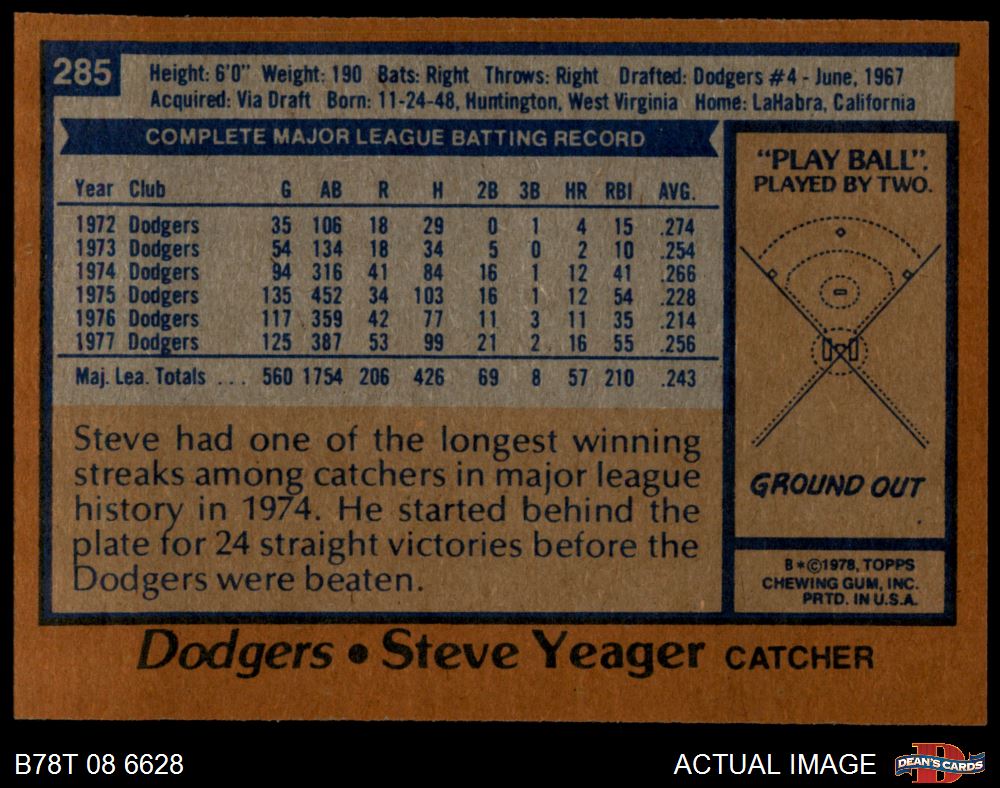 285
Height: 6'0" Weight: 190 Bats: Right Throws: Right Drafted: Dodgers #4 - June, 1967
Acquired: Via Draft Born: 11-24-48, Huntington, West Virginia Home: LaHabra, California
COMPLETE MAJOR LEAGUE BATTING RECORD
Year Club G AB R H 2B 3B HR RBI AVG.
1972 Dodgers 35 106 18 29 0 1 4 15 .274
1973 Dodgers 54 134 18 34 5 0 2 10 .254
1974 Dodgers 94 316 41 84 16 1 12 41 .266
1975 Dodgers 135 452 34 103 16 1 12 54 .228
1976 Dodgers 117 359 42 77 11 3 11 35 .214
1977 Dodgers 125 387 53 99 21 2 16 55 .256
Maj. Lea. Totals ... 560 1754 206 426 69 8 57 210 .243
Steve had one of the longest winning
streaks among catchers in major league
history in 1974. He started behind the
plate for 24 straight victories before the
Dodgers were beaten.
"PLAY BALL".
PLAYED BY TWO.
GROUND OUT
B*©1978, TOPPS
CHEWING GUM, INC.
PRTD. IN U.S.A.
Dodgers • Steve Yeager CATCHER
B78T 08 6628
ACTUAL IMAGE
D
DEAN'S CARDS